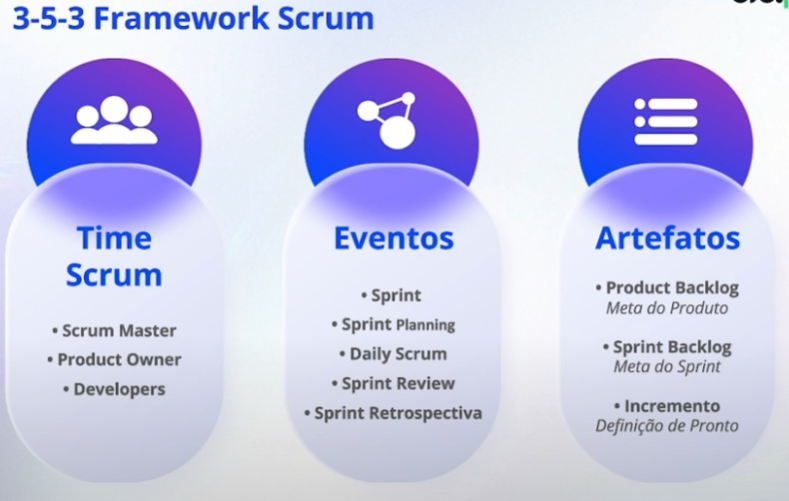 3-5-3 Framework Scrum
Time
Scrum
• Scrum Master
• Product Owner
• Developers
Eventos
• Sprint
• Sprint Planning
• Daily Scrum
• Sprint Review
• Sprint Retrospectiva
Artefatos
• Product Backlog
Meta do Produto
• Sprint Backlog
Meta do Sprint
• Incremento
Definição de Pronto